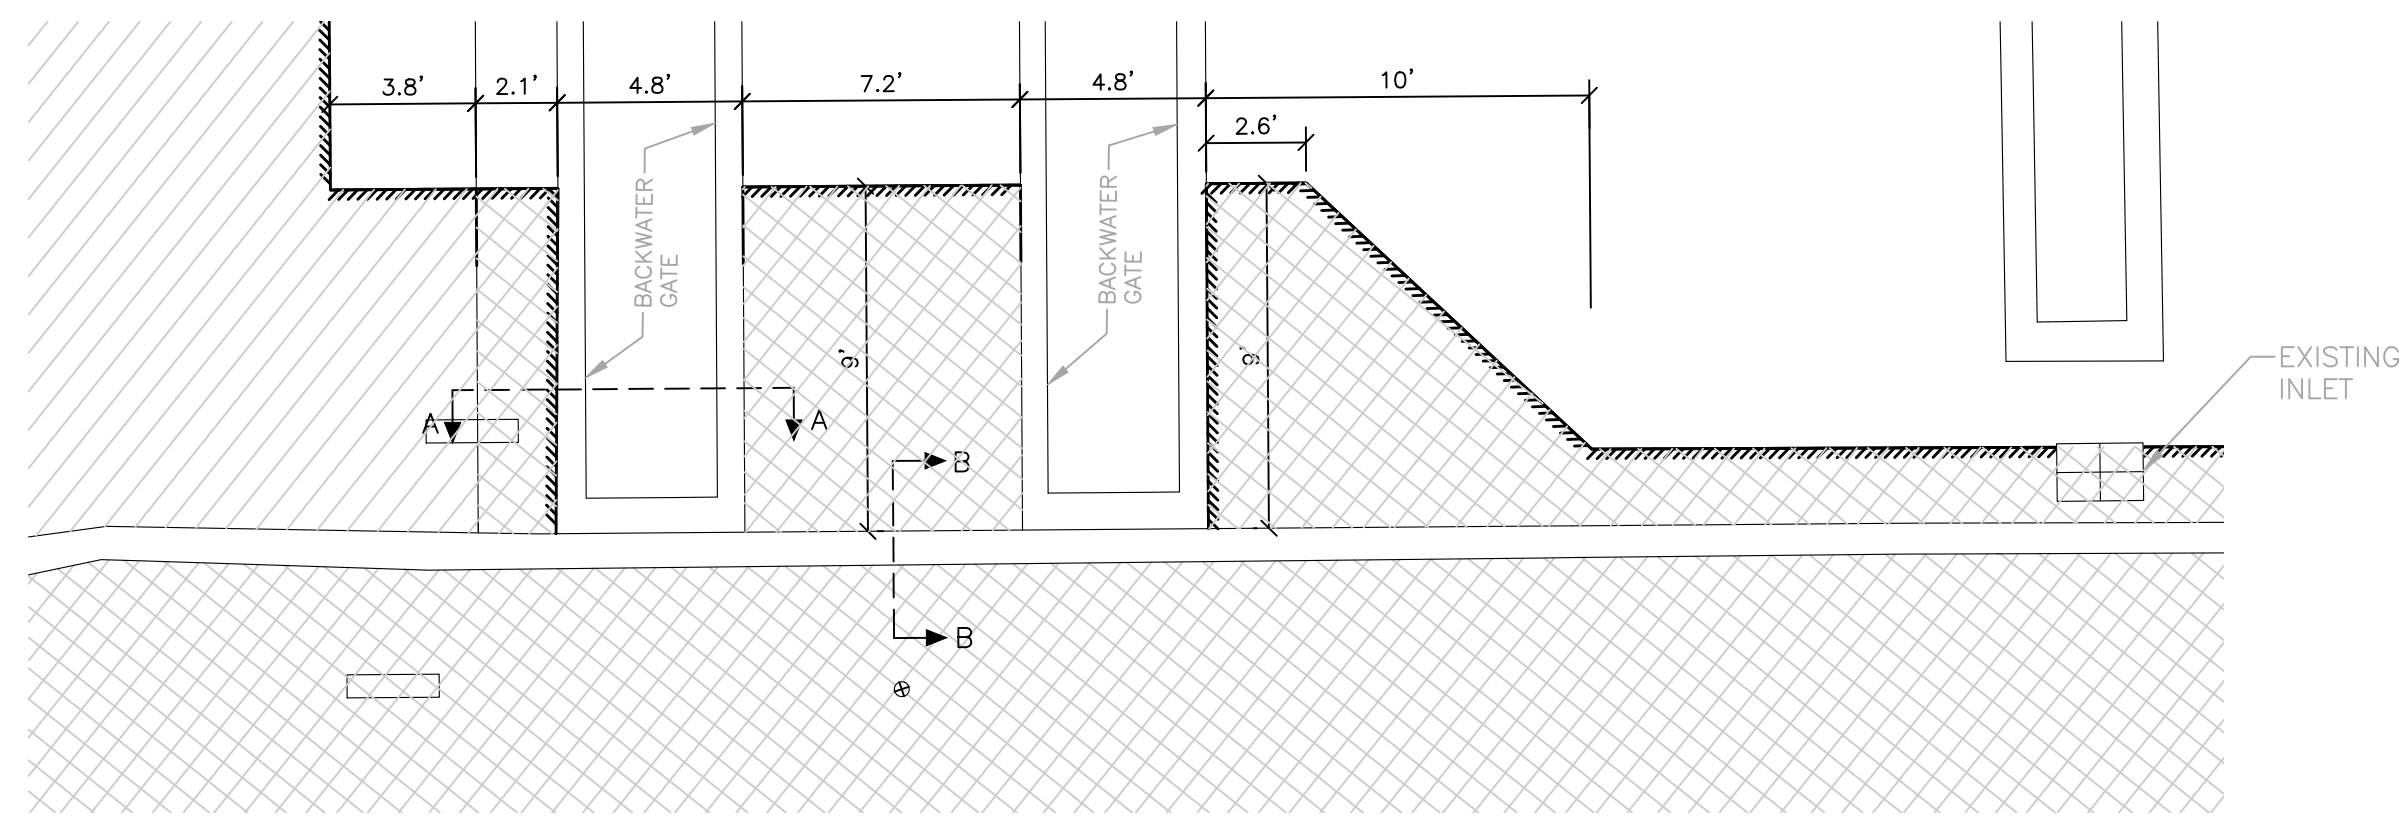 3.8’
2.1’
4.8’
7.2’
4.8’
10’
2.6’
BACKWATER
GATE
BACKWATER
GATE
9’
9’
EXISTING
INLET
A
A
B
B